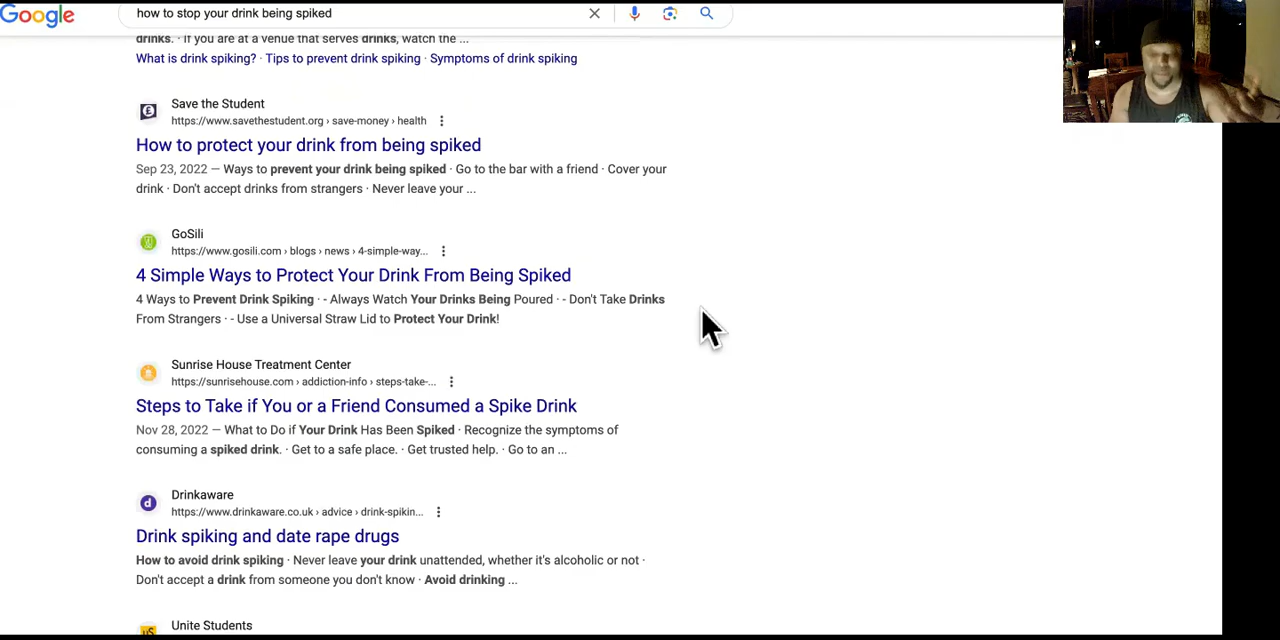 Google
how to stop your drink being spiked
drinks. · If you are at a venue that serves drinks, watch the ...
What is drink spiking? · Tips to prevent drink spiking · Symptoms of drink spiking
Save the Student
https://www.savethestudent.org › save-money › health
How to protect your drink from being spiked
Sep 23, 2022 — Ways to prevent your drink being spiked · Go to the bar with a friend · Cover your
drink · Don't accept drinks from strangers · Never leave your ...
GoSili
https://www.gosili.com › blogs › news › 4-simple-way...
4 Simple Ways to Protect Your Drink From Being Spiked
4 Ways to Prevent Drink Spiking · - Always Watch Your Drinks Being Poured · - Don't Take Drinks
From Strangers · - Use a Universal Straw Lid to Protect Your Drink!
Sunrise House Treatment Center
https://sunrisehouse.com › addiction-info › steps-take-...
Steps to Take if You or a Friend Consumed a Spike Drink
Nov 28, 2022 — What to Do if Your Drink Has Been Spiked · Recognize the symptoms of
consuming a spiked drink. · Get to a safe place. · Get trusted help. · Go to an ...
d
Drinkaware
https://www.drinkaware.co.uk › advice › drink-spikin...
Drink spiking and date rape drugs
How to avoid drink spiking · Never leave your drink unattended, whether it's alcoholic or not ·
Don't accept a drink from someone you don't know · Avoid drinking ...
Unite Students